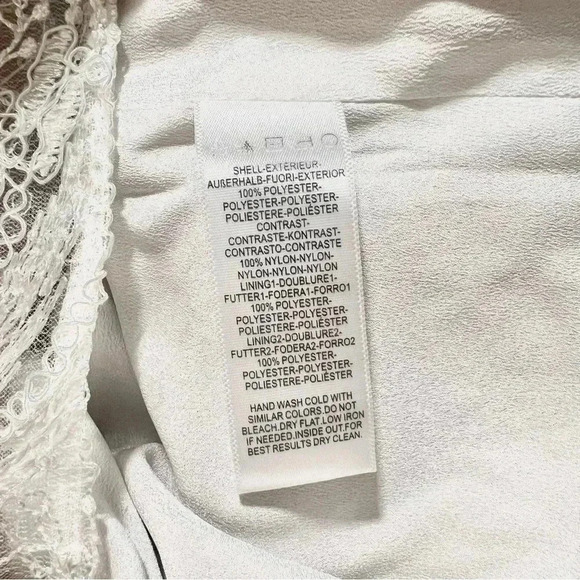 SHELL-EXTÉRIEUR-
AUßERHALB-FUORI-EXTERIOR
100% POLYESTER-
POLYESTER-POLYESTER-
POLIESTERE-POLIÉSTER
CONTRAST-
CONTRASTE-KONTRAST-
CONTRASTO-CONTRASTE
100% NYLON-NYLON-
NYLON-NYLON-NYLON
LINING1-DOUBLURE1-
FUTTER1-FODERA1-FORRO1
100% POLYESTER-
POLYESTER-POLYESTER-
POLIESTERE-POLIÉSTER
LINING2-DOUBLURE2-
FUTTER2-FODERA2-FORRO2
100% POLYESTER-
POLYESTER-POLYESTER-
POLIESTERE-POLIÉSTER
HAND WASH COLD WITH
SIMILAR COLORS.DO NOT
BLEACH.DRY FLAT.LOW IRON
IF NEEDED.INSIDE OUT.FOR
BEST RESULTS DRY CLEAN.